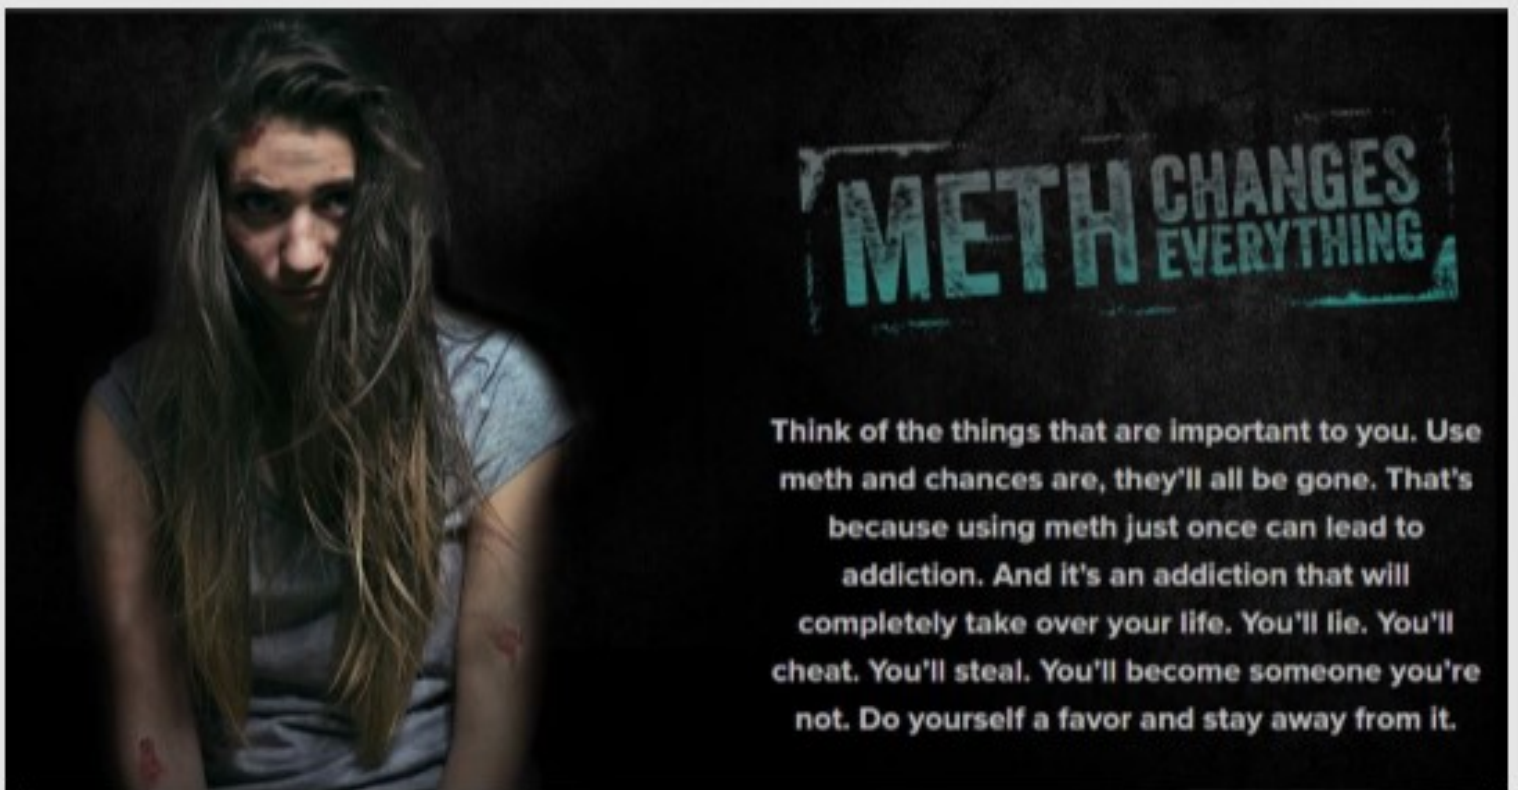 METH CHANGES
EVERYTHING
Think of the things that are important to you. Use
meth and chances are, they'll all be gone. That's
because using meth just once can lead to
addiction. And it's an addiction that will
completely take over your life. You'll lie. You'll
cheat. You'll steal. You'll become someone you're
not. Do yourself a favor and stay away from it.